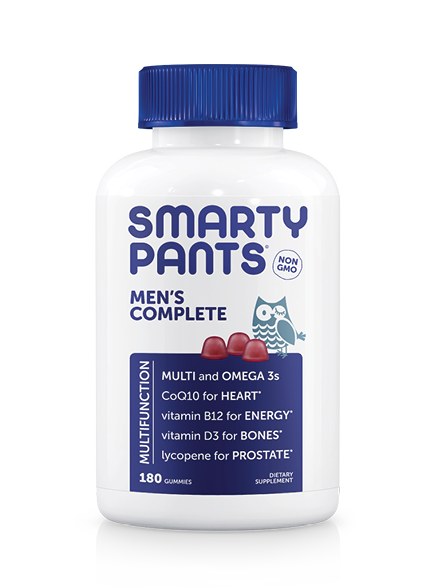 SMARTY
PANTS®
NON
GMO
MEN'S
COMPLETE
MULTIFUNCTION
MULTI and OMEGA 3s
CoQ10 for HEART*
vitamin B12 for ENERGY*
vitamin D3 for BONES*
lycopene for PROSTATE*
180 GUMMIES
DIETARY
SUPPLEMENT